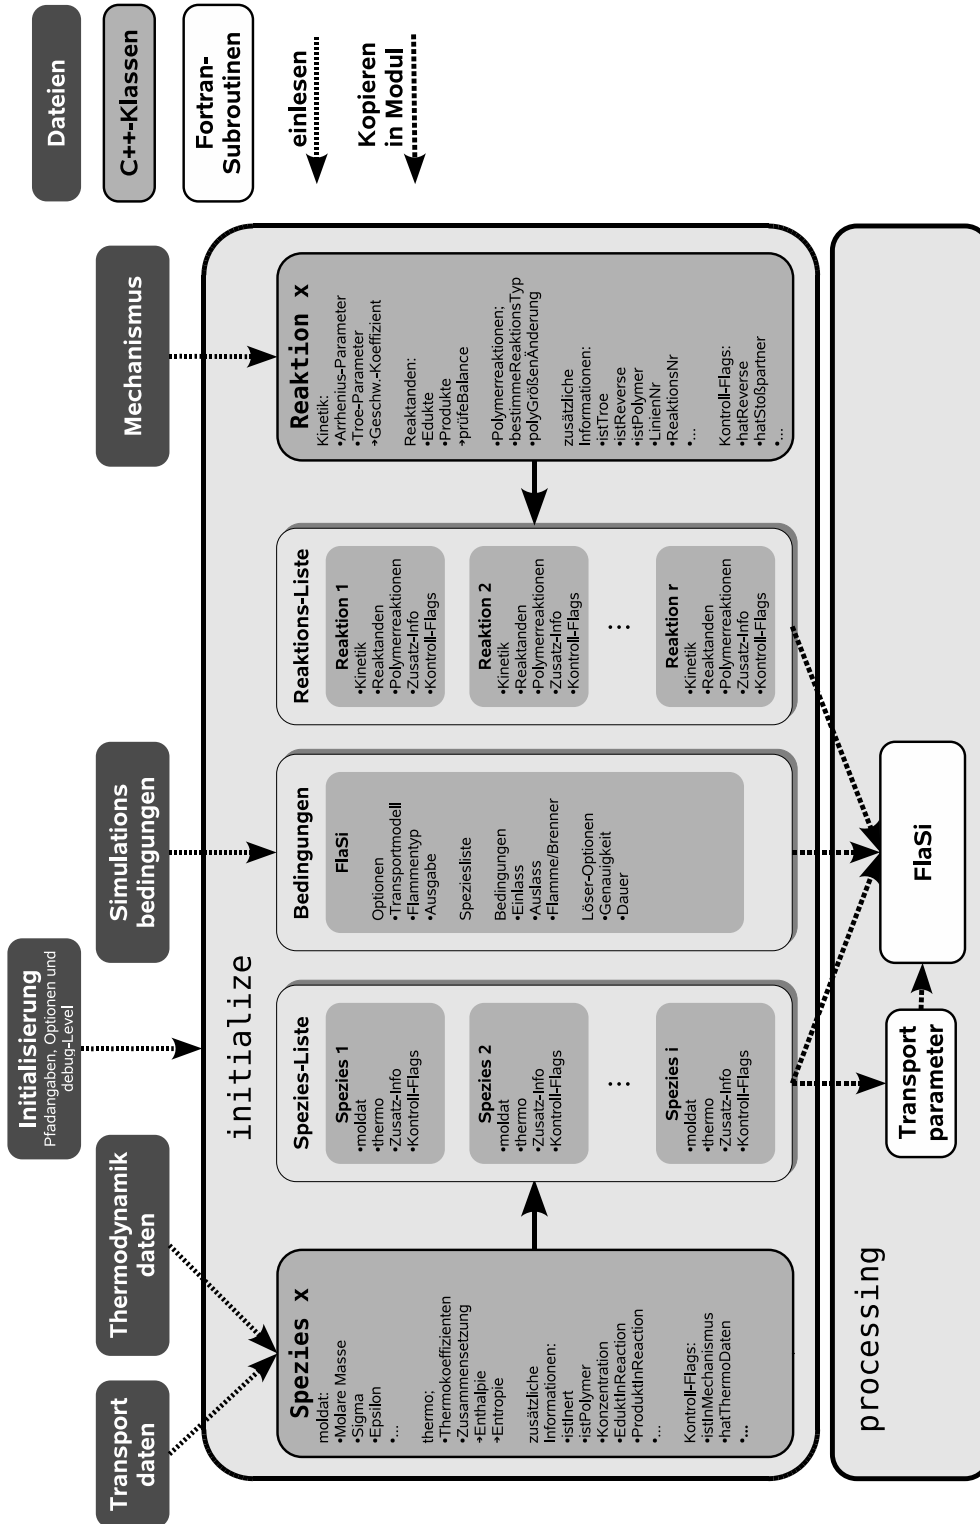 Dateien
C++-Klassen
Fortran-
Subroutinen
einlesen
Kopieren
in Modul
Initialisierung
Pfadangaben, Optionen und
debug-Level
Transport
daten
Thermodynamik
daten
Simulations
bedingungen
Mechanismus
initialize
Spezies x
moldat:
•Molare Masse
•Sigma
•Epsilon
•...
thermo;
•Thermokoeffizienten
•Zusammensetzung
→Enthalpie
→Entropie
zusätzliche
Informationen:
•istInert
•istPolymer
•Konzentration
•EduktInReaction
•ProduktInReaction
•...
Kontroll-Flags:
•istInMechanismus
•hatThermoDaten
•...
Spezies-Liste
Spezies 1
•moldat
•thermo
•Zusatz-Info
•Kontroll-Flags
Spezies 2
•moldat
•thermo
•Zusatz-Info
•Kontroll-Flags
...
Spezies i
•moldat
•thermo
•Zusatz-Info
•Kontroll-Flags
Bedingungen
FlaSi
Optionen
•Transportmodell
•Flammentyp
•Ausgabe
Speziesliste
Bedingungen
•Einlass
•Auslass
•Flamme/Brenner
Löser-Optionen
•Genauigkeit
•Dauer
Reaktions-Liste
Reaktion 1
•Kinetik
•Reaktanden
•Polymerreaktionen
•Zusatz-Info
•Kontroll-Flags
Reaktion 2
•Kinetik
•Reaktanden
•Polymerreaktionen
•Zusatz-Info
•Kontroll-Flags
...
Reaktion r
•Kinetik
•Reaktanden
•Polymerreaktionen
•Zusatz-Info
•Kontroll-Flags
Reaktion x
Kinetik:
•Arrhenius-Parameter
•Troe-Parameter
→Geschw.-Koeffizient
Reaktanden:
•Edukte
•Produkte
→prüfeBalance
•Polymerreaktionen;
•bestimmeReaktionsTyp
•polyGrößenÄnderung
zusätzliche
Informationen:
•istTroe
•istReverse
•istPolymer
•LinienNr
•ReaktionsNr
•...
Kontroll-Flags:
•hatReverse
•hatStoßpartner
•...
processing
Transport
parameter
FlaSi